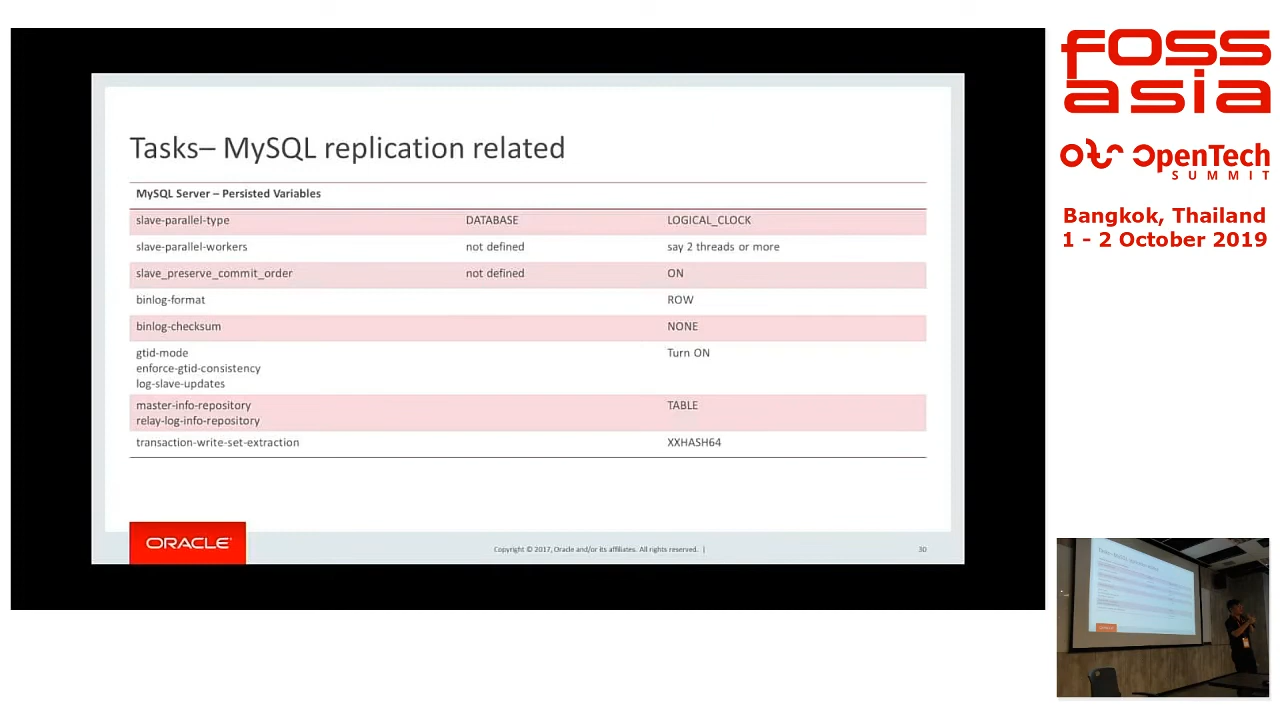 Tasks– MySQL replication related
MySQL Server – Persisted Variables
slave-parallel-type DATABASE LOGICAL_CLOCK
slave-parallel-workers not defined say 2 threads or more
slave_preserve_commit_order not defined ON
binlog-format ROW
binlog-checksum NONE
gtid-mode Turn ON
enforce-gtid-consistency
log-slave-updates
master-info-repository TABLE
relay-log-info-repository
transaction-write-set-extraction XXHASH64
ORACLE
Copyright © 2017, Oracle and/or its affiliates. All rights reserved. |
30
FOSS
asia
OpenTech
SUMMIT
Bangkok, Thailand
1 - 2 October 2019